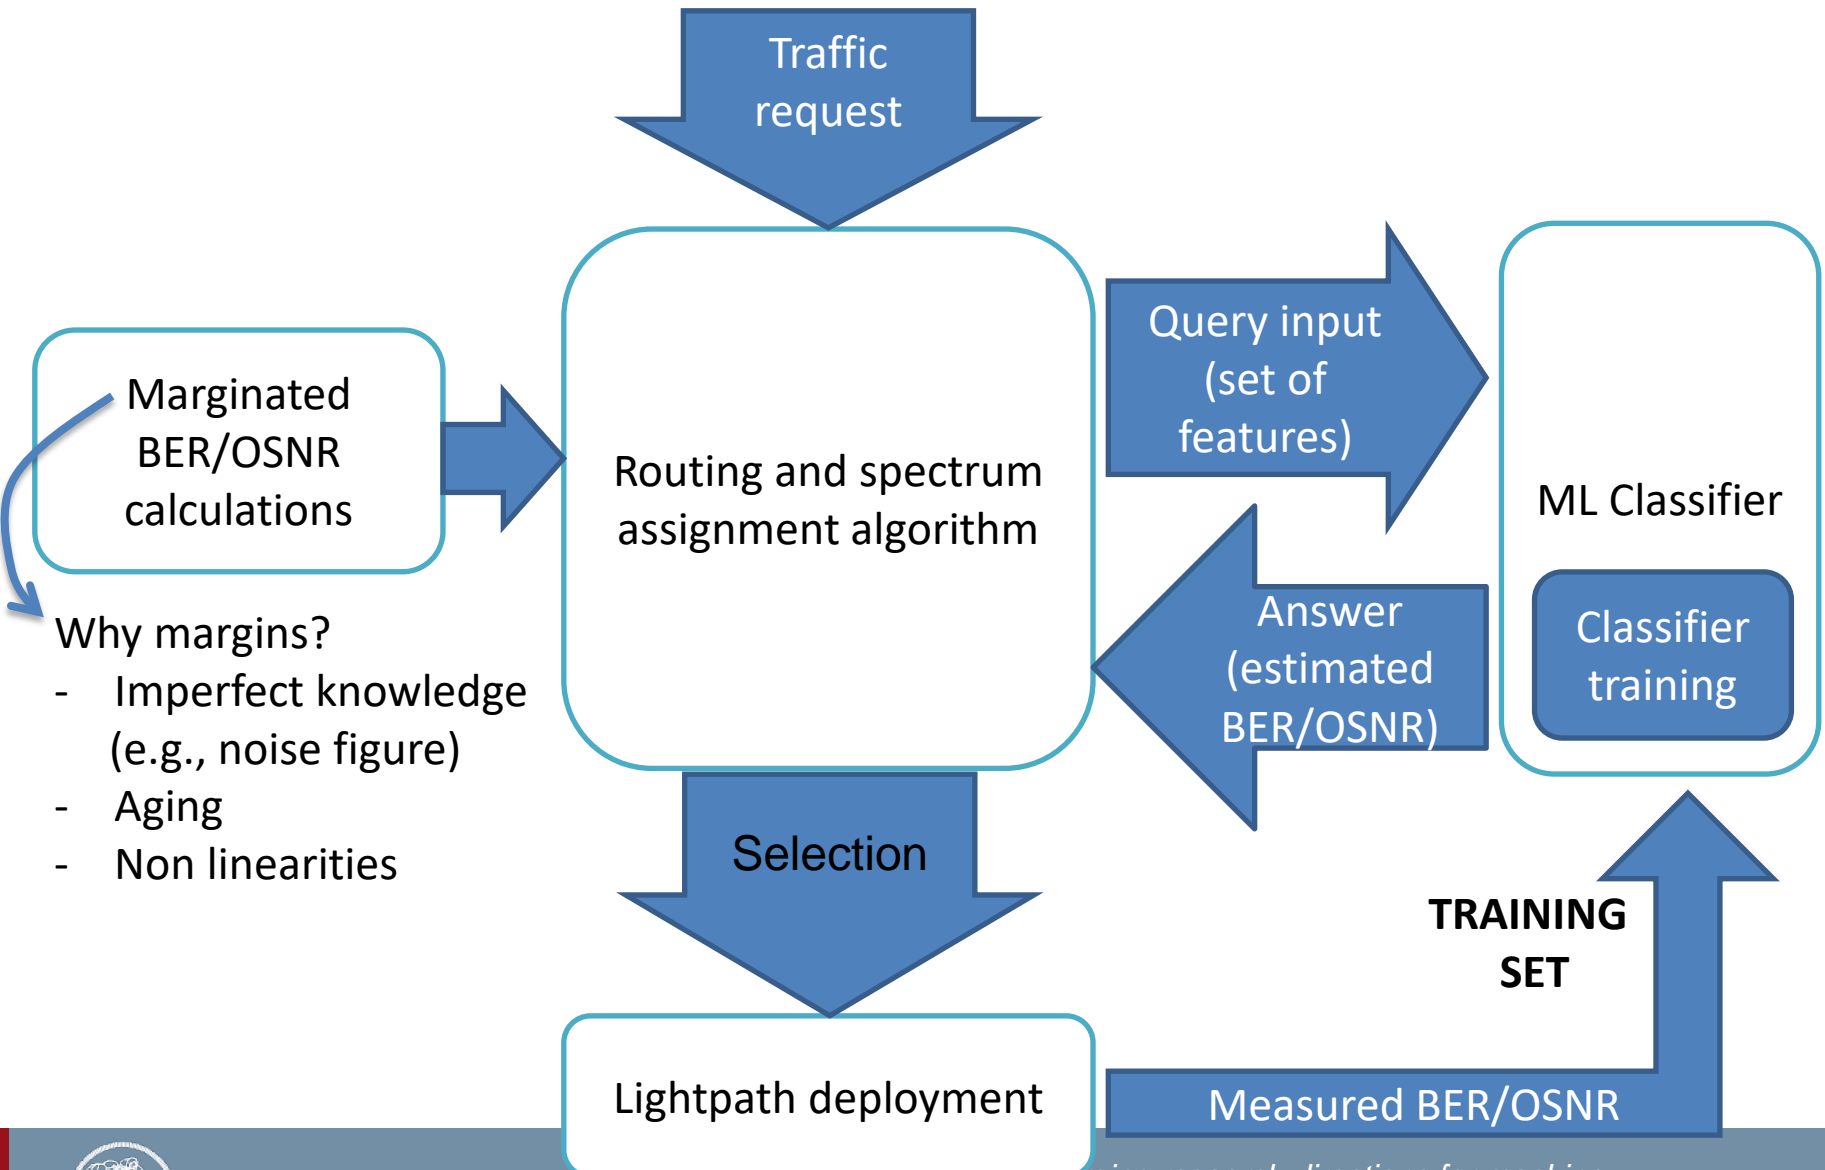 Traffic
request
Marginated
BER/OSNR
calculations
Routing and spectrum
assignment algorithm
Query input
(set of
features)
ML Classifier
Answer
(estimated
BER/OSNR)
Classifier
training
Why margins?
- Imperfect knowledge
(e.g., noise figure)
- Aging
- Non linearities
Selection
TRAINING
SET
Lightpath deployment
Measured BER/OSNR